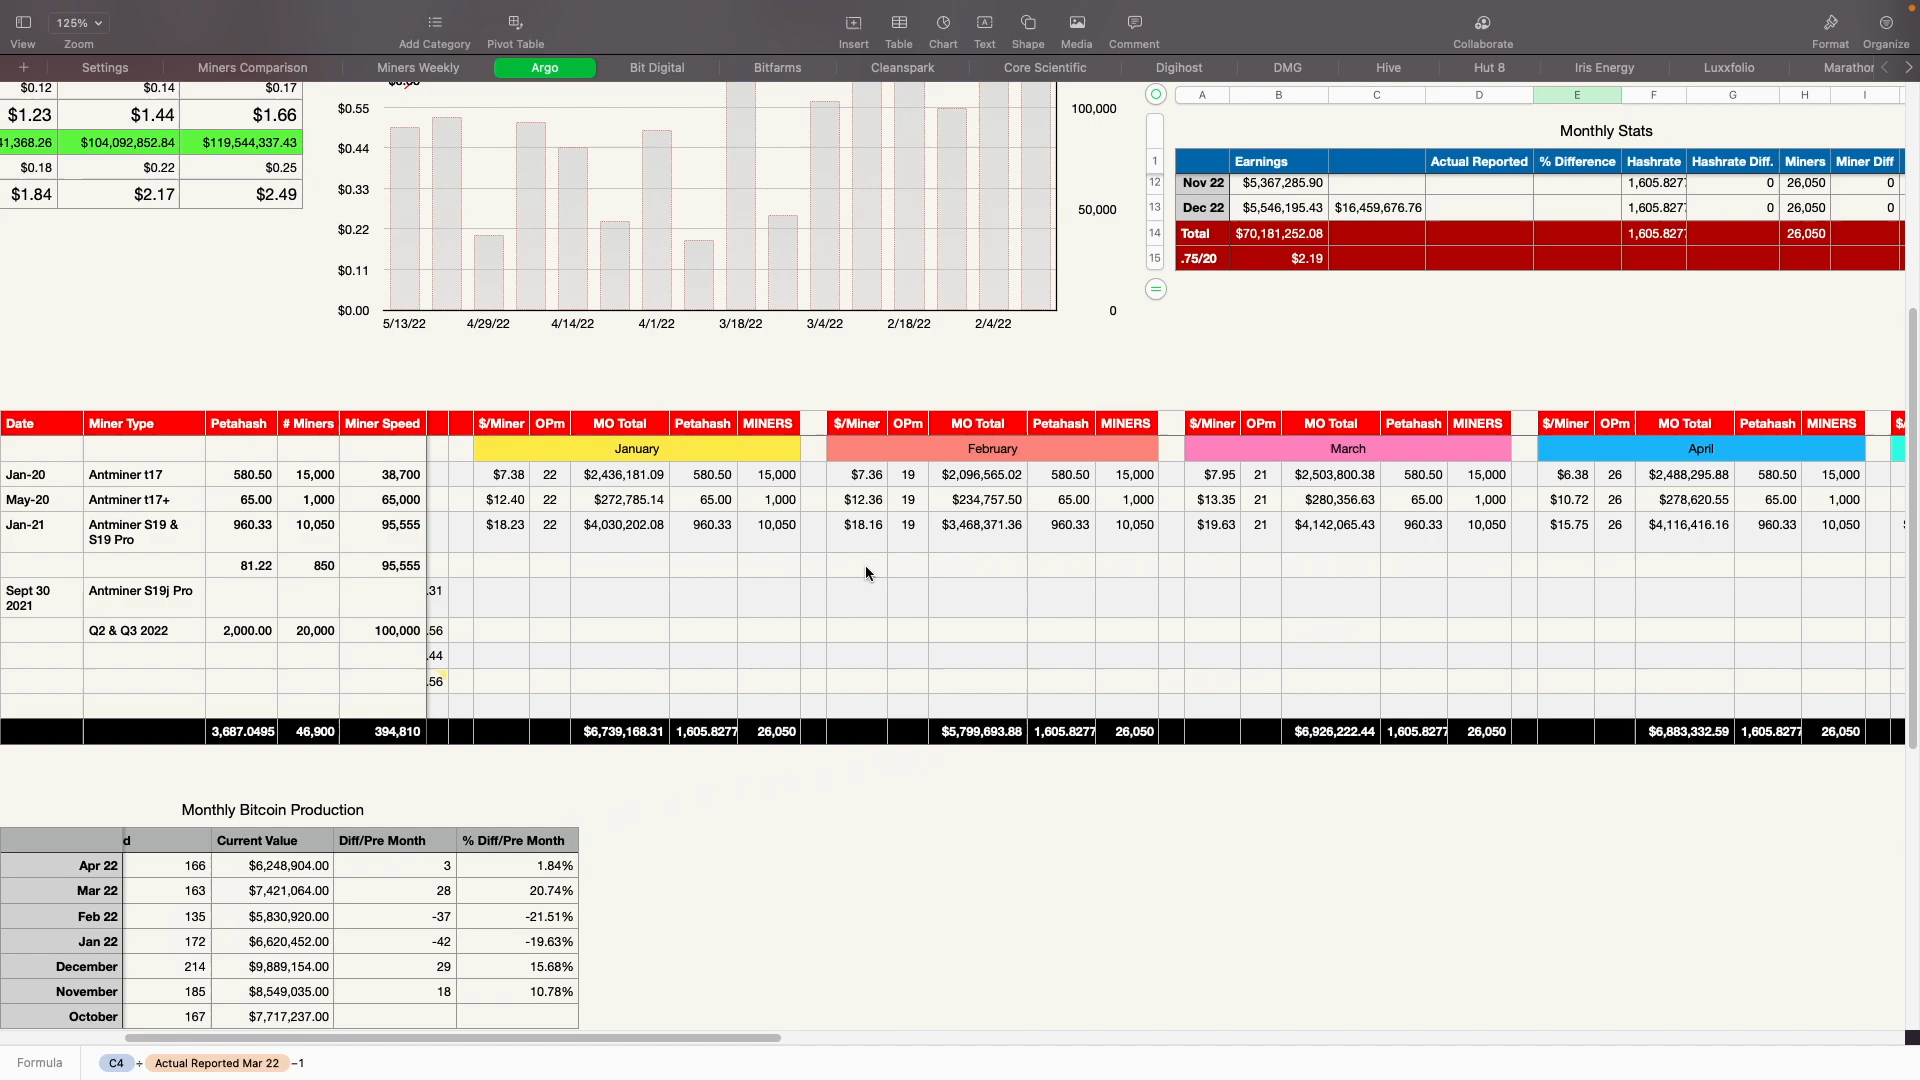 View
125%
Zoom
Add Category
Pivot Table
Insert
Table
Chart
Text
Shape
Media
Comment
Collaborate
Format
Organize
+ Settings Miners Comparison Miners Weekly Argo Bit Digital Bitfarms Cleanspark Core Scientific Digihost DMG Hive Hut 8 Iris Energy Luxxfolio Marathon
$0.12 $0.14 $0.17
$1.23 $1.44 $1.66
41,368.26 $104,092,852.84 $119,544,337.43
$0.18 $0.22 $0.25
$1.84 $2.17 $2.49
$0.55 100,000
$0.44
$0.33
$0.22 50,000
$0.11
$0.00 0
5/13/22 4/29/22 4/14/22 4/1/22 3/18/22 3/4/22 2/18/22 2/4/22
A B C D E F G H I
Monthly Stats
1 Earnings Actual Reported % Difference Hashrate Hashrate Diff. Miners Miner Diff
12 Nov 22 $5,367,285.90 1,605.8277 0 26,050 0
13 Dec 22 $5,546,195.43 $16,459,676.76 1,605.8277 0 26,050 0
14 Total $70,181,252.08 1,605.8277 26,050
15 .75/20 $2.19
Date Miner Type Petahash # Miners Miner Speed $/Miner OPm MO Total Petahash MINERS $/Miner OPm MO Total Petahash MINERS $/Miner OPm MO Total Petahash MINERS $/Miner OPm MO Total Petahash MINERS
January February March April
Jan-20 Antminer t17 580.50 15,000 38,700 $7.38 22 $2,436,181.09 580.50 15,000 $7.36 19 $2,096,565.02 580.50 15,000 $7.95 21 $2,503,800.38 580.50 15,000 $6.38 26 $2,488,295.88 580.50 15,000
May-20 Antminer t17+ 65.00 1,000 65,000 $12.40 22 $272,785.14 65.00 1,000 $12.36 19 $234,757.50 65.00 1,000 $13.35 21 $280,356.63 65.00 1,000 $10.72 26 $278,620.55 65.00 1,000
Jan-21 Antminer S19 & S19 Pro 960.33 10,050 95,555 $18.23 22 $4,030,202.08 960.33 10,050 $18.16 19 $3,468,371.36 960.33 10,050 $19.63 21 $4,142,065.43 960.33 10,050 $15.75 26 $4,116,416.16 960.33 10,050
81.22 850 95,555
Sept 30 2021 Antminer S19j Pro .31
Q2 & Q3 2022 2,000.00 20,000 100,000 .56
.44
.56
3,687.0495 46,900 394,810 $6,739,168.31 1,605.8277 26,050 $5,799,693.88 1,605.8277 26,050 $6,926,222.44 1,605.8277 26,050 $6,883,332.59 1,605.8277 26,050
Monthly Bitcoin Production
d Current Value Diff/Pre Month % Diff/Pre Month
Apr 22 166 $6,248,904.00 3 1.84%
Mar 22 163 $7,421,064.00 28 20.74%
Feb 22 135 $5,830,920.00 -37 -21.51%
Jan 22 172 $6,620,452.00 -42 -19.63%
December 214 $9,889,154.00 29 15.68%
November 185 $8,549,035.00 18 10.78%
October 167 $7,717,237.00
Formula C4 ÷ Actual Reported Mar 22 −1